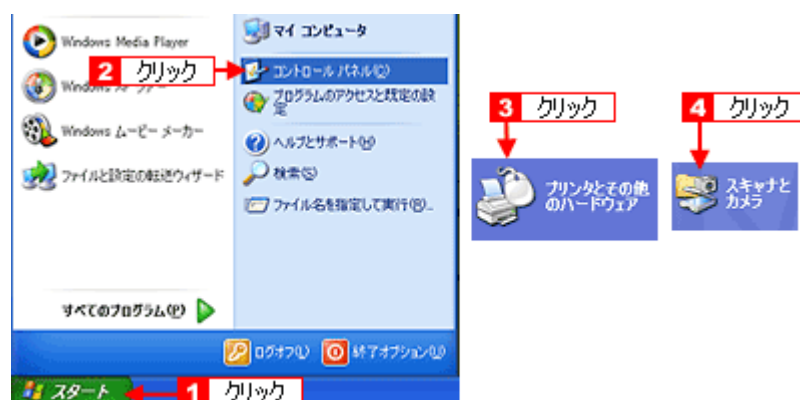 Windows Media Player
Windows
Windows ムービー メーカー
ファイルと設定の転送ウィザード
すべてのプログラム(P)
マイ コンピュータ
2 クリック
コントロール パネル(C)
プログラムのアクセスと既定の設
定
ヘルプとサポート(H)
検索(S)
ファイル名を指定して実行(R)...
ログオフ(L)
終了オプション(U)
スタート
1 クリック
3 クリック
プリンタとその他
のハードウェア
4 クリック
スキャナと
カメラ